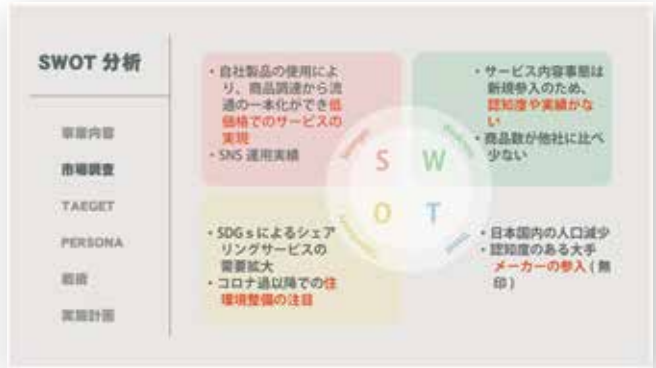 SWOT 分析
事業内容
市場調査
TAEGET
PERSONA
戦術
実施計画
・自社製品の使用によ
り、商品調達から流
通の一本化ができ低
価格でのサービスの
実現
・SNS 運用実績
・サービス内容事態は
新規参入のため、
認知度や実績がな
い
・商品数が他社に比べ
少ない
S
W
O
T
・SDGsによるシェア
リングサービスの
需要拡大
・コロナ過以降での住
環境整備の注目
・日本国内の人口減少
・認知度のある大手
メーカーの参入(無
印)